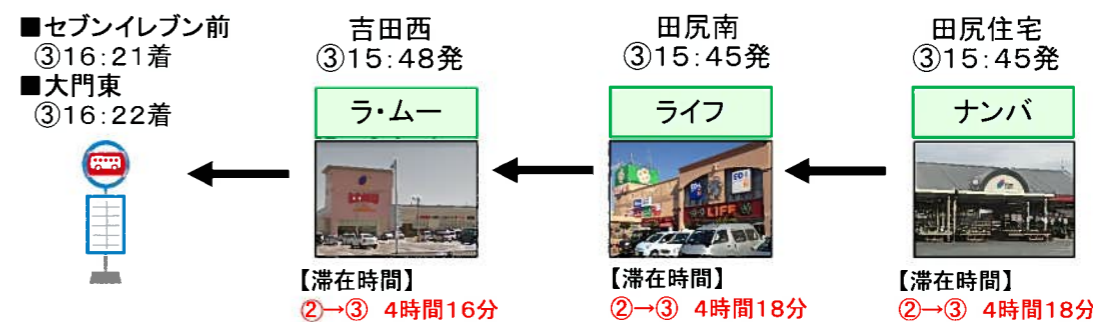 ■セブンイレブン前
③16:21着
■大門東
③16:22着
吉田西
③15:48発
ラ・ムー
【滞在時間】
②→③ 4時間16分
田尻南
③15:45発
ライフ
EDI
EDI
LIFF
【滞在時間】
②→③ 4時間18分
田尻住宅
③15:45発
ナンバ
【滞在時間】
②→③ 4時間18分